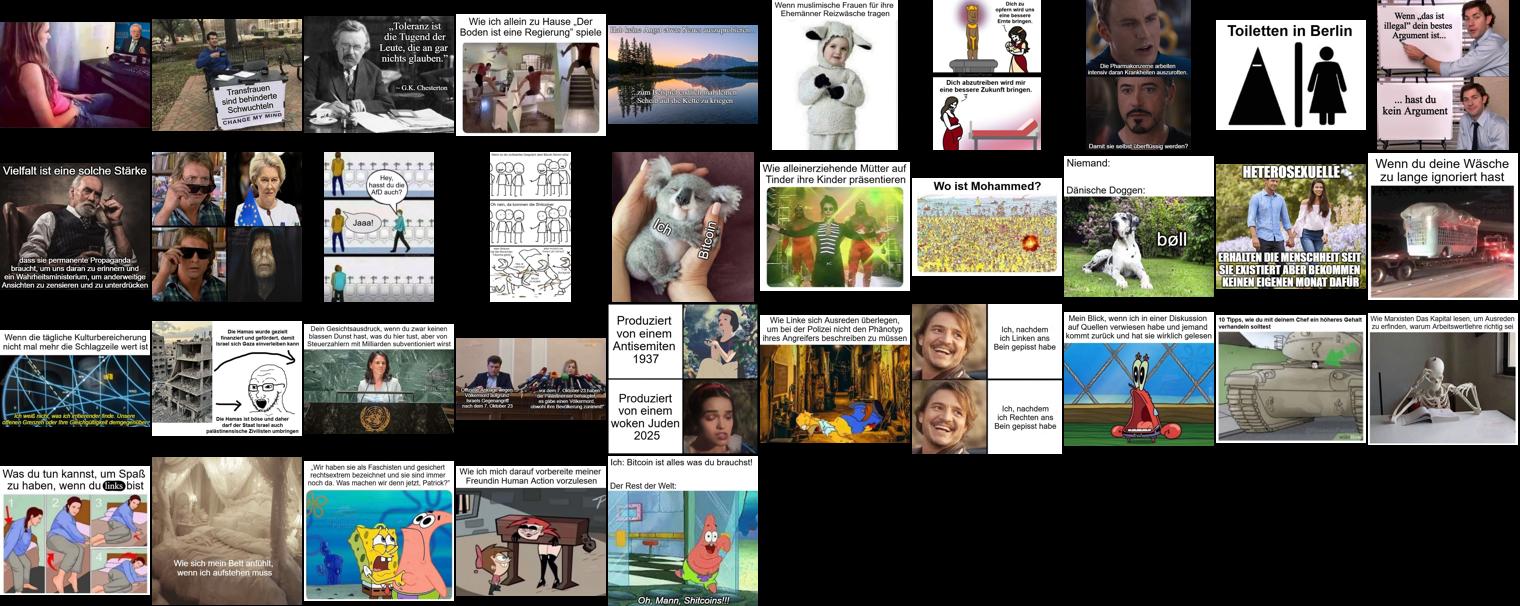 Transfrauen
sind behinderte
Schwuchteln
CHANGE MY MIND
„Toleranz ist
die Tugend der
Leute, die an gar
nichts glauben.”
~ G.K. Chesterton
Wie ich allein zu Hause „Der
Boden ist eine Regierung” spiele
Hab keine Angst etwas Neues auszuprobieren...
...zum Beispiel endlich mal deinen
Scheiß auf die Kette zu kriegen
Wenn muslimische Frauen für ihre
Ehemänner Reizwäsche tragen
Dich zu
opfern wird uns
eine bessere
Ernte bringen.
Dich abzutreiben wird mir
eine bessere Zukunft bringen.
Die Pharmakonzerne arbeiten
intensiv daran Krankheiten auszurotten.
Damit sie selbst überflüssig werden?
Toiletten in Berlin
Wenn „das ist
illegal” dein bestes
Argument ist...
... hast du
kein Argument
Vielfalt ist eine solche Stärke
dass sie permanente Propaganda
braucht, um uns daran zu erinnern und
ein Wahrheitsministerium, um anderweitige
Ansichten zu zensieren und zu unterdrücken
Hey,
hasst du die
AfD auch?
Jaaa!
Oh nein, da kommen die Shitcoiner
Ich
Bitcoin
Wie alleinerziehende Mütter auf
Tinder ihre Kinder präsentieren
Wo ist Mohammed?
Niemand:
Dänische Doggen:
bøll
HETEROSEXUELLE
ERHALTEN DIE MENSCHHEIT SEIT
SIE EXISTIERT ABER BEKOMMEN
KEINEN EIGENEN MONAT DAFÜR
Wenn du deine Wäsche
zu lange ignoriert hast
Wenn die tägliche Kulturbereicherung
nicht mal mehr die Schlagzeile wert ist
Ich weiß nicht, was ich irritierender finde. Unsere
offenen Grenzen oder Ihre Gleichgültigkeit demgegenüber
Die Hamas wurde gezielt
finanziert und gefördert, damit
Israel sich Gaza einverleiben kann
Die Hamas ist böse und daher
darf der Staat Israel auch
palästinensische Zivilisten umbringen
Dein Gesichtsausdruck, wenn du zwar keinen
blassen Dunst hast, was du hier tust, aber von
Steuerzahlern mit Milliarden subventioniert wirst
Völkermord aufgrund
Israels Gegenangriff
nach dem 7. Oktober 23
vor dem 7. Oktober 23 haben
die Palästinenser behauptet,
es gäbe einen Völkermord,
obwohl ihre Bevölkerung zunimmt
Produziert
von einem
Antisemiten
1937
Produziert
von einem
woken Juden
2025
Wie Linke sich Ausreden überlegen,
um bei der Polizei nicht den Phänotyp
ihres Angreifers beschreiben zu müssen
Ich, nachdem
ich Linken ans
Bein gepisst habe
Ich, nachdem
ich Rechten ans
Bein gepisst habe
Mein Blick, wenn ich in einer Diskussion
auf Quellen verwiesen habe und jemand
kommt zurück und hat sie wirklich gelesen
10 Tipps, wie du mit deinem Chef ein höheres Gehalt
verhandeln solltest
Wie Marxisten Das Kapital lesen, um Ausreden
zu erfinden, warum Arbeitswertlehre richtig sei
Was du tun kannst, um Spaß
zu haben, wenn du links bist
1
2
3
4
Wie sich mein Bett anfühlt,
wenn ich aufstehen muss
„Wir haben sie als Faschisten und gesichert
rechtsextrem bezeichnet und sie sind immer
noch da. Was machen wir denn jetzt, Patrick?”
Wie ich mich darauf vorbereite meiner
Freundin Human Action vorzulesen
Ich: Bitcoin ist alles was du brauchst!
Der Rest der Welt:
Oh, Mann, Shitcoins!!!